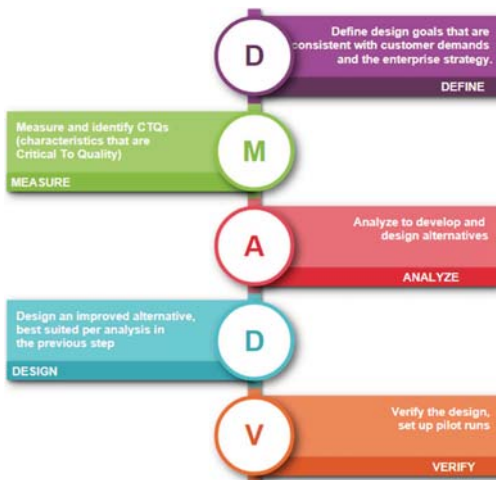 D
Define design goals that are
consistent with customer demands
and the enterprise strategy.
DEFINE
Measure and identify CTQs
(characteristics that are
Critical To Quality)
MEASURE
M
A
Analyze to develop and
design alternatives
ANALYZE
Design an improved alternative,
best suited per analysis in
the previous step
DESIGN
D
V
Verify the design,
set up pilot runs
VERIFY